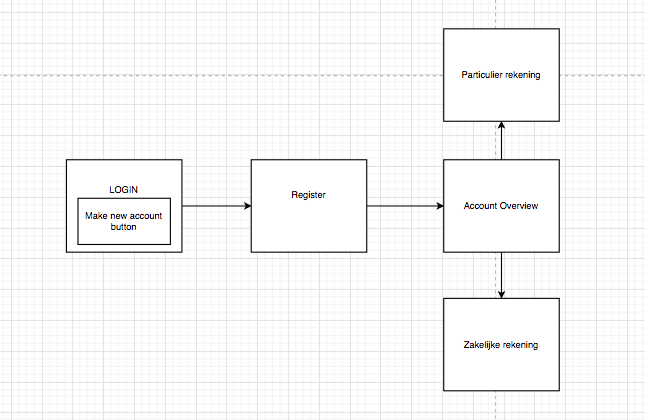 Particulier rekening
LOGIN
Make new account
button
Register
Account Overview
Zakelijke rekening